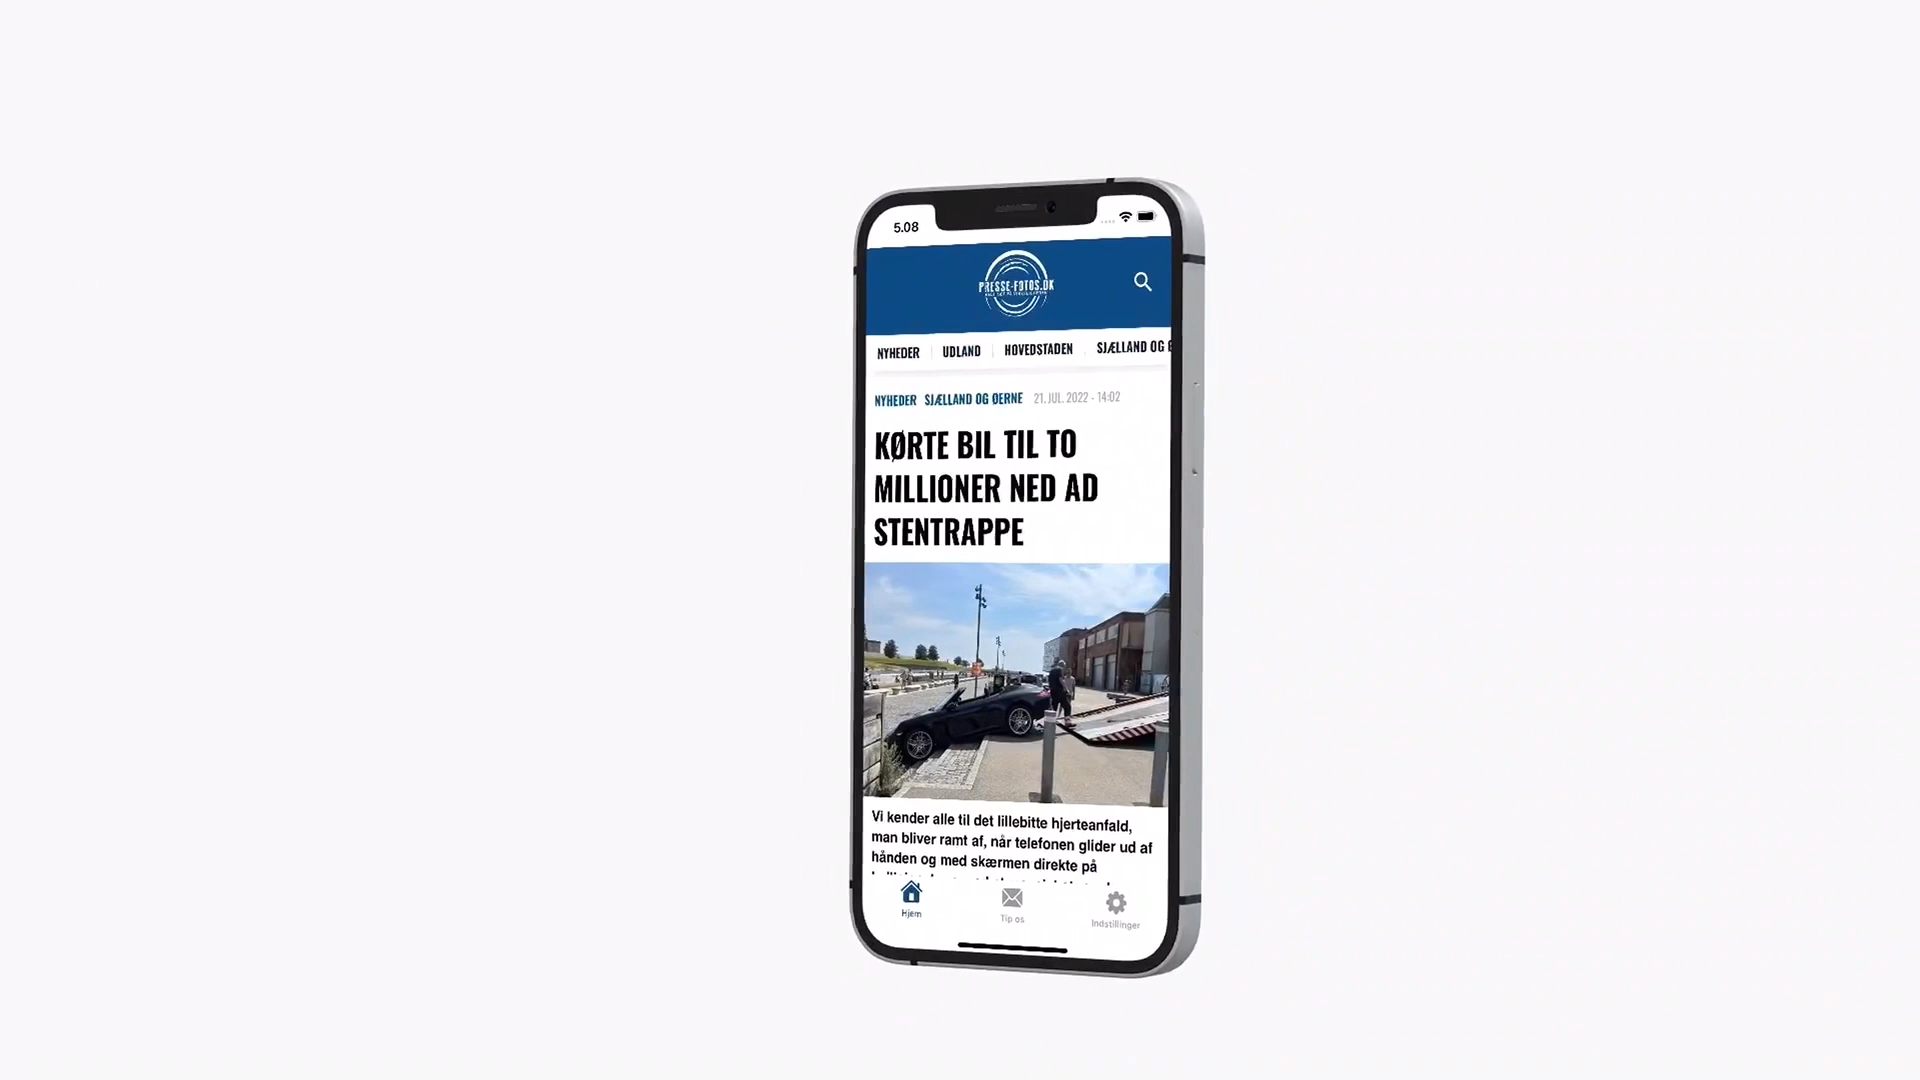 5.08
PRESSE-FOTOS.DK
NYHEDER UDLAND HOVEDSTADEN SJÆLLAND OG
NYHEDER SJÆLLAND OG ØERNE 21. JUL. 2022 - 14:02
KØRTE BIL TIL TO
MILLIONER NED AD
STENTRAPPE
Vi kender alle til det lillebitte hjerteanfald,
man bliver ramt af, når telefonen glider ud af
hånden og med skærmen direkte på
Hjem Tip os Indstillinger